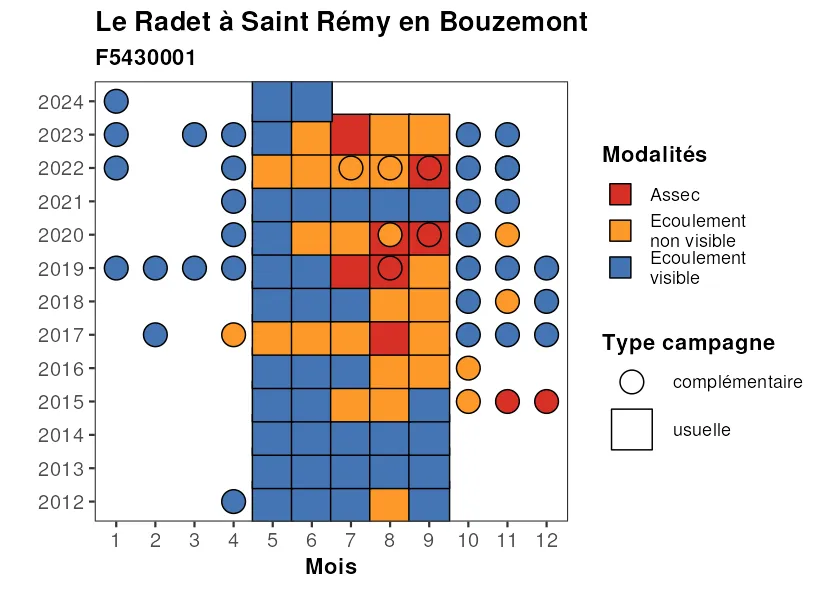 Le Radet à Saint Rémy en Bouzemont
F5430001
2024
2023
2022
2021
2020
2019
2018
2017
2016
2015
2014
2013
2012
1 2 3 4 5 6 7 8 9 10 11 12
Mois
Modalités
Assec
Ecoulement
non visible
Ecoulement
visible
Type campagne
complémentaire
usuelle